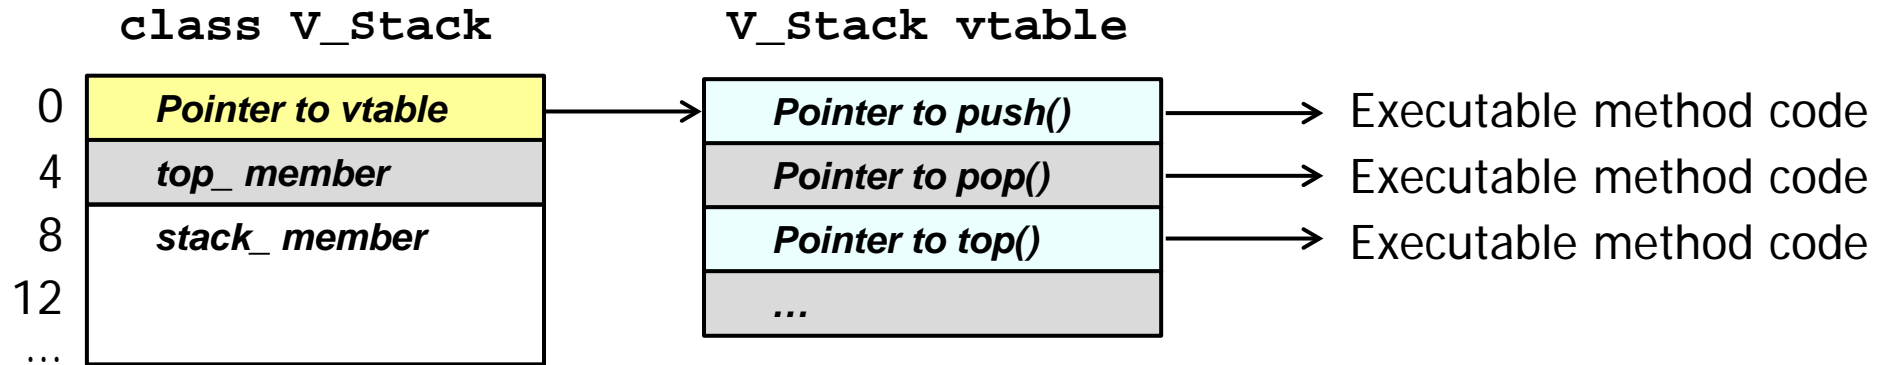 class V_Stack
V_Stack vtable
0 Pointer to vtable
Pointer to push()
Executable method code
4 top_ member
Pointer to pop()
Executable method code
8 stack_ member
Pointer to top()
Executable method code
12
...
...